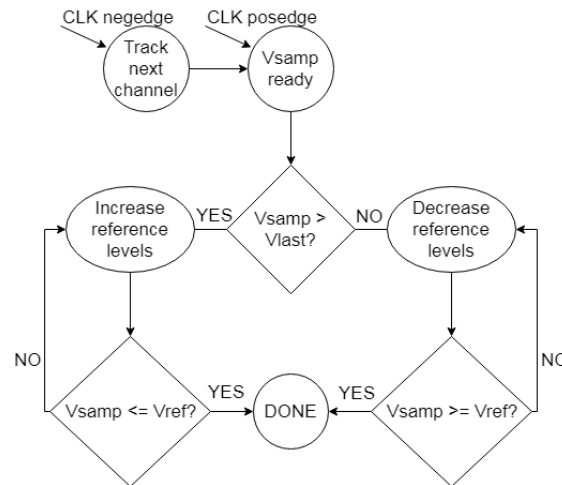 CLK negedge
CLK posedge
Track
next
channel
Vsamp
ready
Vsamp >
Vlast?
YES
NO
Increase
reference
levels
Decrease
reference
levels
NO
NO
Vsamp <= Vref?
YES
DONE
YES
Vsamp >= Vref?